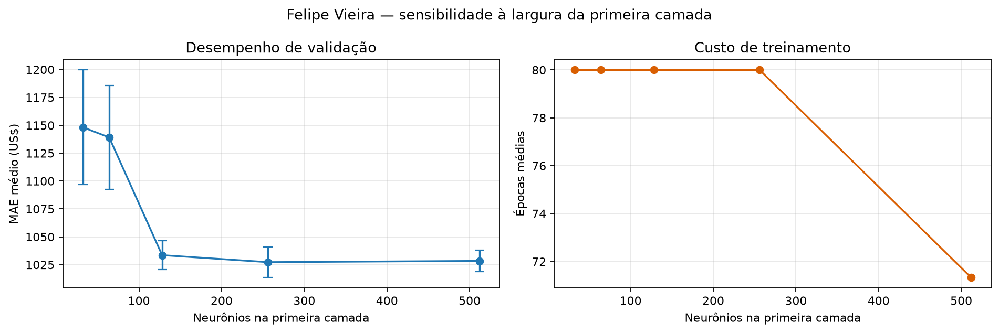 Felipe Vieira — sensibilidade à largura da primeira camada
Desempenho de validação
MAE médio (US$)
1200
1175
1150
1125
1100
1075
1050
1025
100 200 300 400 500
Neurônios na primeira camada
Custo de treinamento
Épocas médias
80
78
76
74
72
100 200 300 400 500
Neurônios na primeira camada